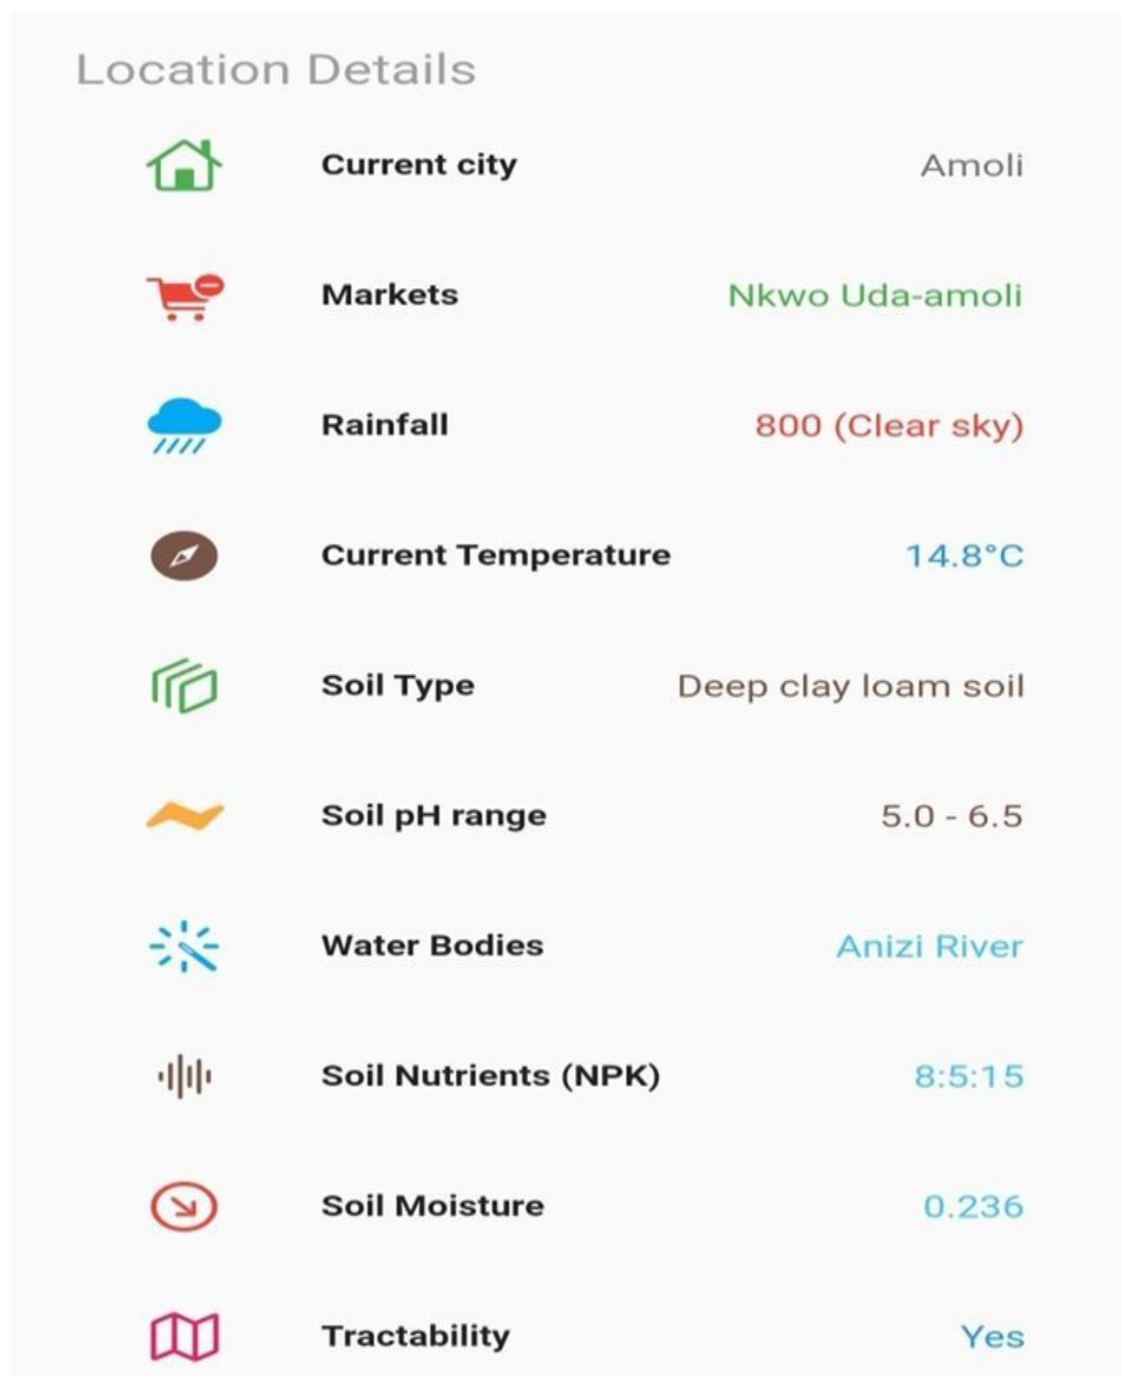 Location Details
Current city Amoli
Markets Nkwo Uda-amoli
Rainfall 800 (Clear sky)
Current Temperature 14.8°C
Soil Type Deep clay loam soil
Soil pH range 5.0 - 6.5
Water Bodies Anizi River
Soil Nutrients (NPK) 8:5:15
Soil Moisture 0.236
Tractability Yes